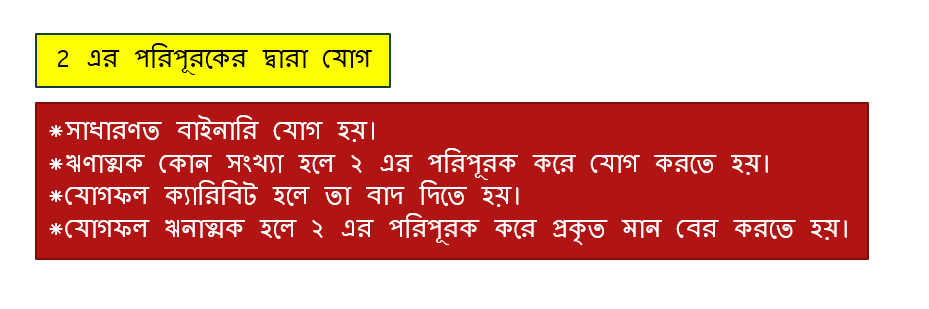 2 এর পরিপূরকের দ্বারা যোগ
*সাধারণত বাইনারি যোগ হয়।
*ঋণাত্মক কোন সংখ্যা হলে ২ এর পরিপূরক করে যোগ করতে হয়।
*যোগফল ক্যারিবিট হলে তা বাদ দিতে হয়।
*যোগফল ঋনাত্মক হলে ২ এর পরিপূরক করে প্রকৃত মান বের করতে হয়।